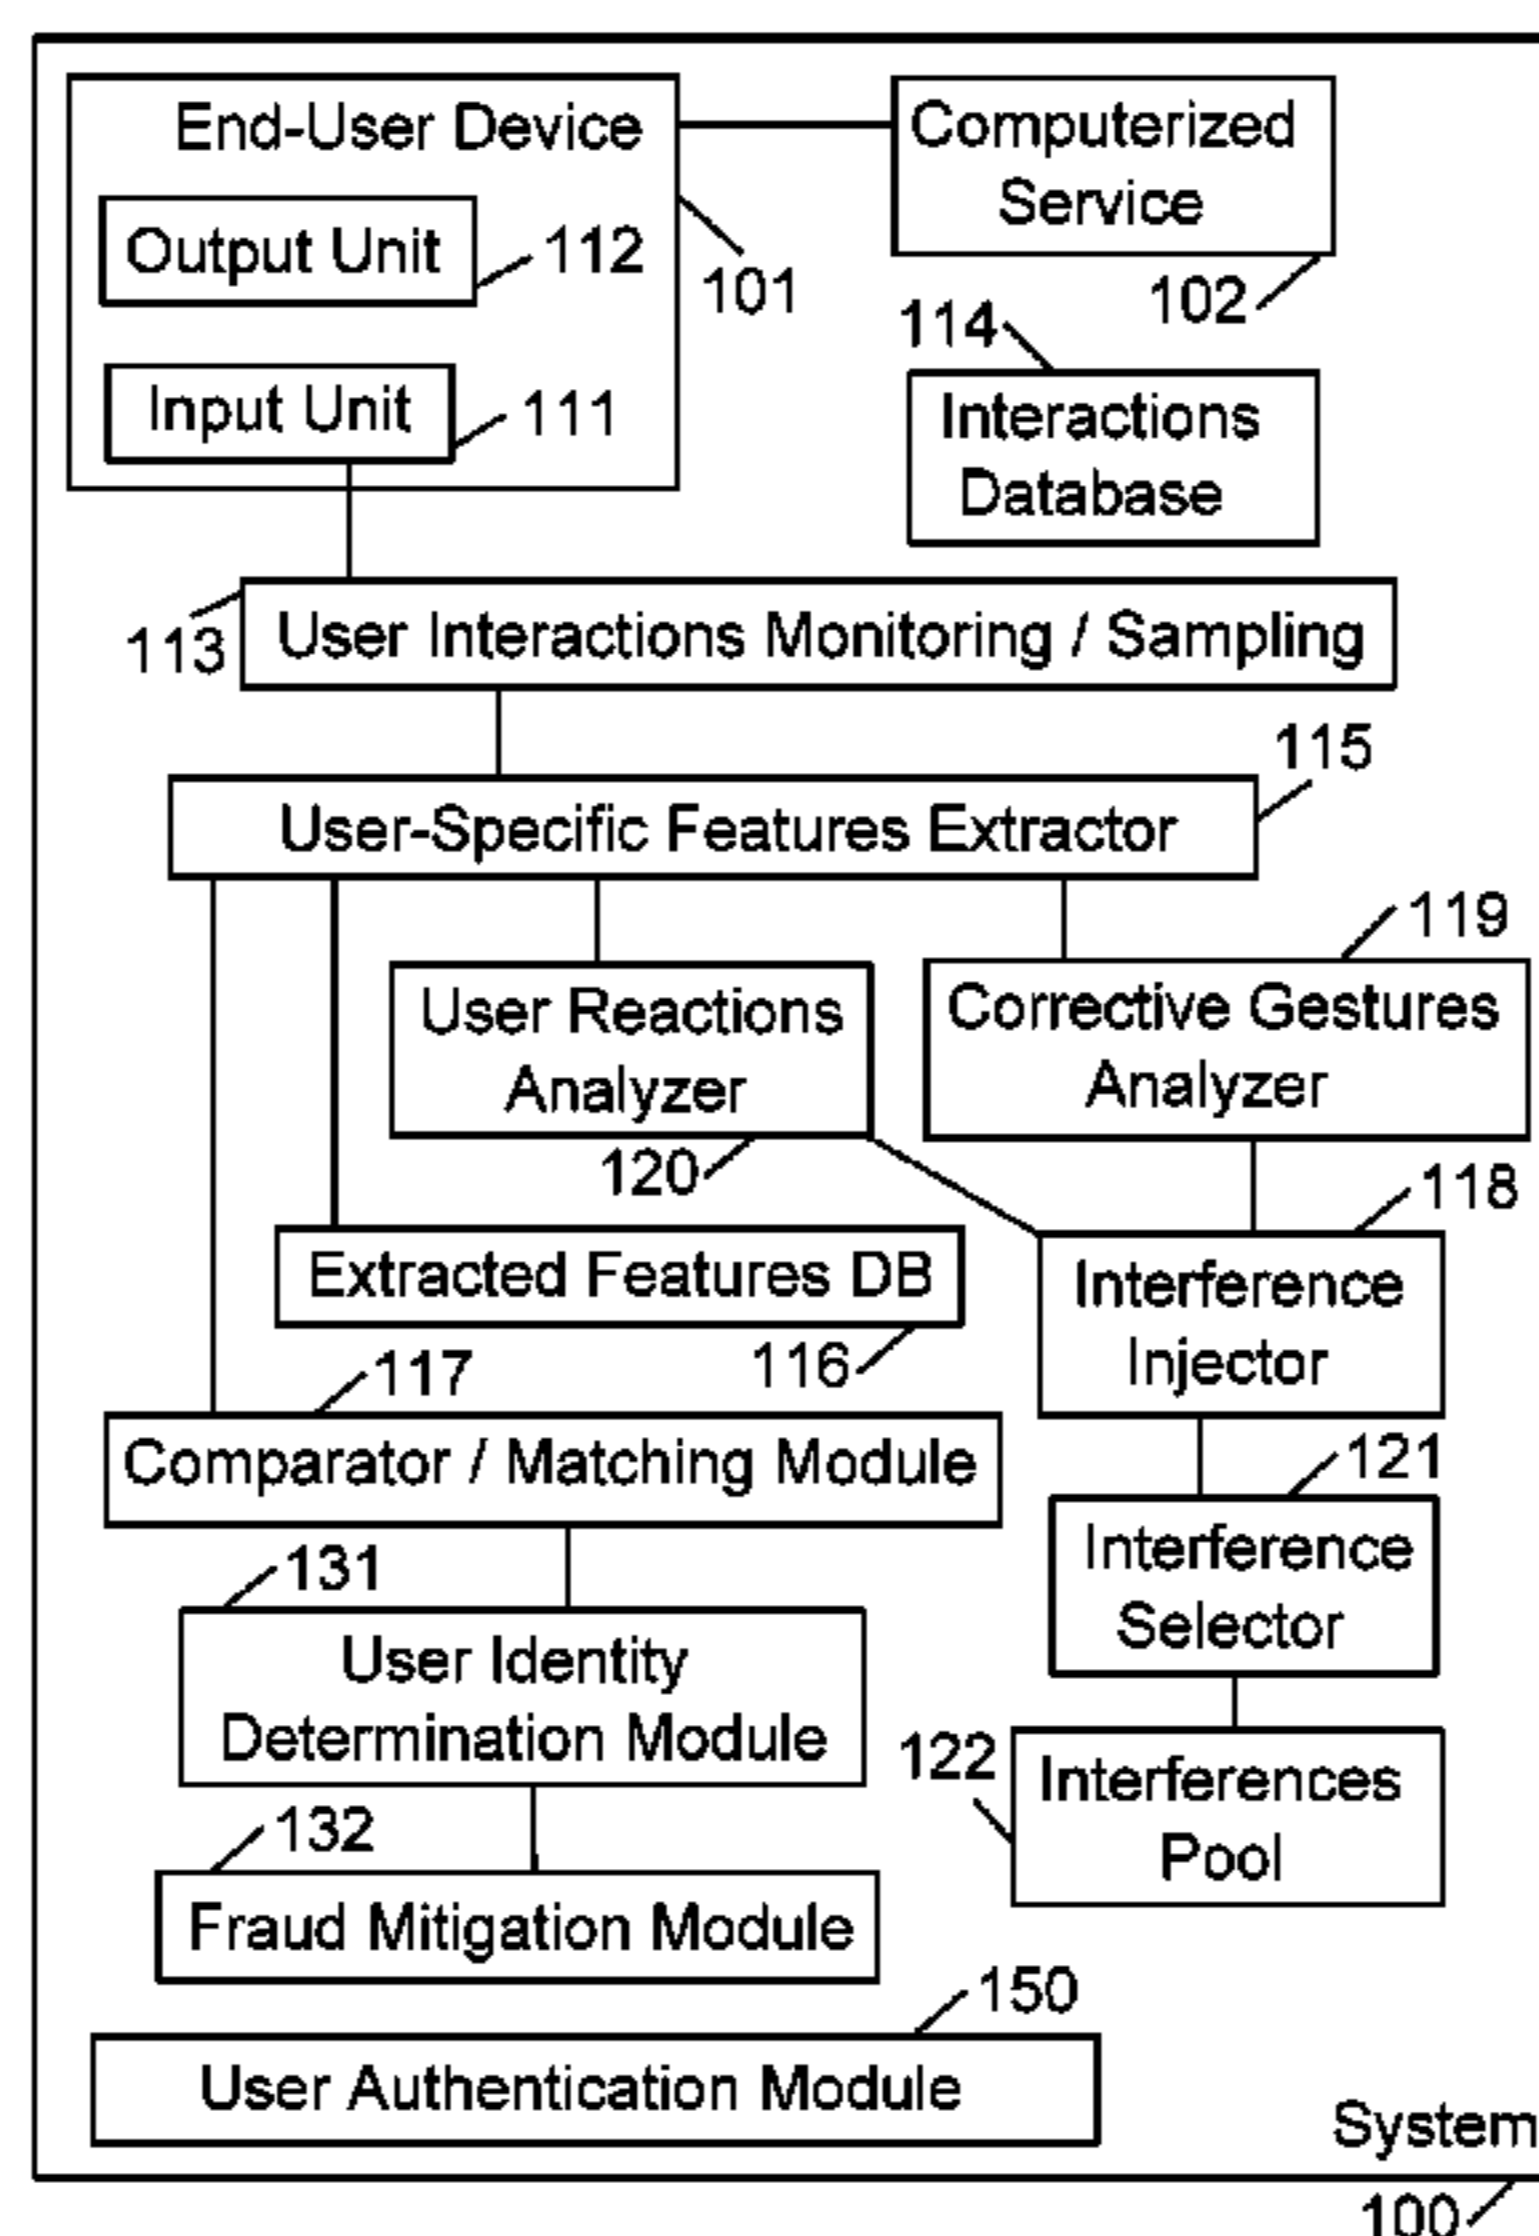 End-User Device
Computerized
Service
Output Unit
112
101
102
114
Input Unit
111
Interactions
Database
113
User Interactions Monitoring / Sampling
115
User-Specific Features Extractor
119
User Reactions
Analyzer
Corrective Gestures
Analyzer
120
118
Extracted Features DB
Interference
Injector
116
117
Comparator / Matching Module
121
131
Interference
Selector
User Identity
Determination Module
122
Interferences
Pool
132
Fraud Mitigation Module
150
User Authentication Module
System
100